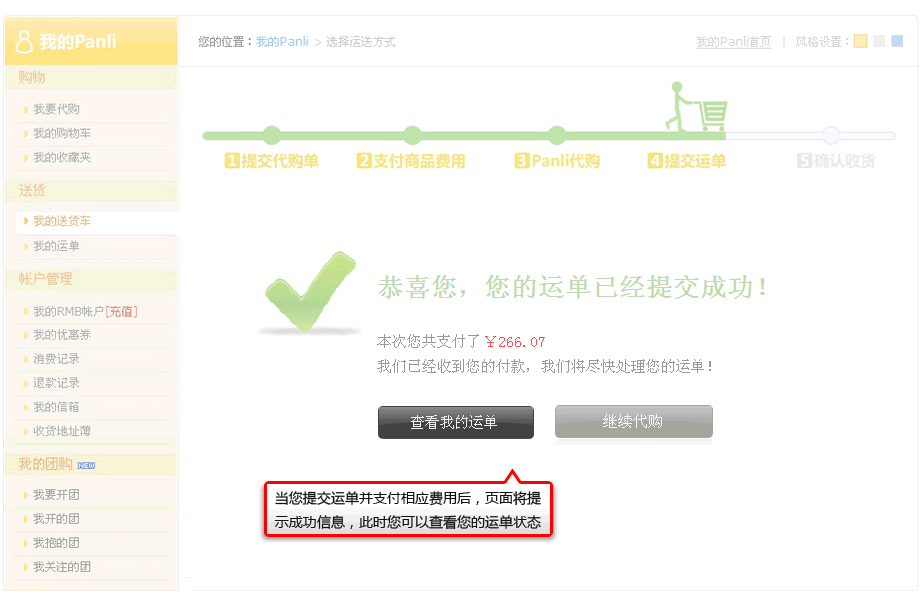 我的Panli
您的位置：我的Panli > 选择运送方式
我的Panli首页 | 风格设置：
购物
我要代购
我的购物车
我的收藏夹
送货
我的送货车
我的运单
帐户管理
我的RMB帐户[充值]
我的优惠券
消费记录
退款记录
我的信箱
收货地址薄
我的团购 NEW
我要开团
我开的团
我抱的团
我关注的团
1提交代购单
2支付商品费用
3Panli代购
4提交运单
5确认收货
恭喜您，您的运单已经提交成功！
本次您共支付了￥266.07
我们已经收到您的付款，我们将尽快处理您的运单！
查看我的运单
继续代购
当您提交运单并支付相应费用后，页面将提
示成功信息，此时您可以查看您的运单状态